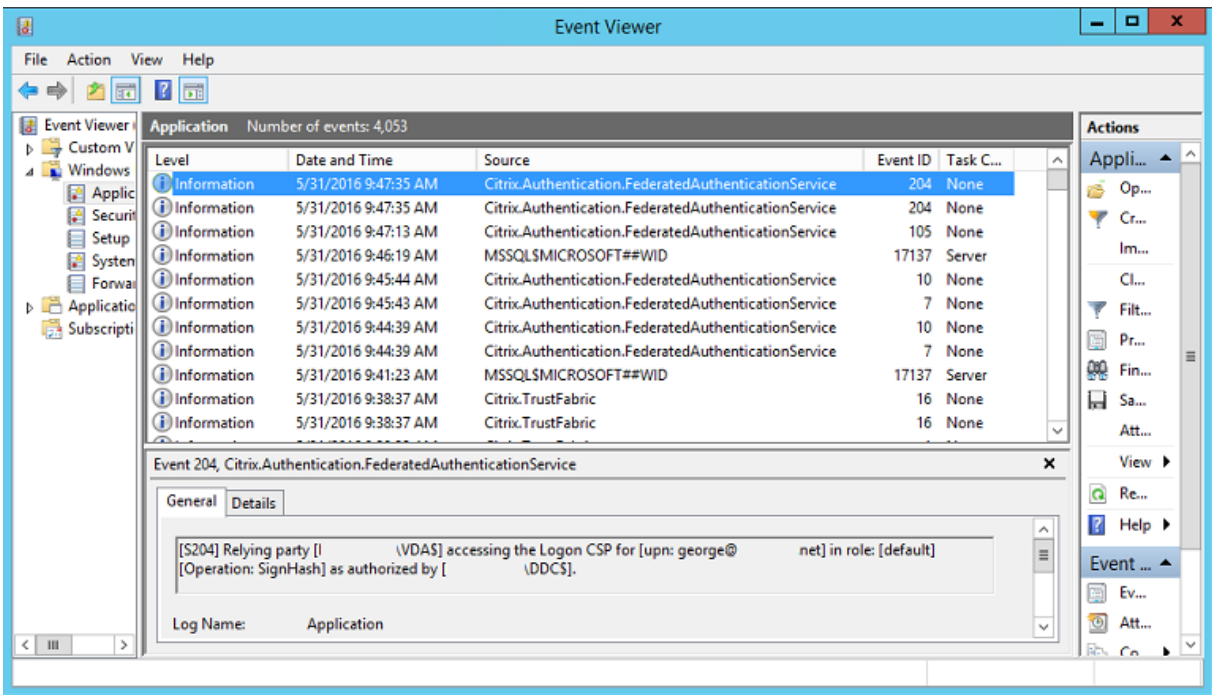 Event Viewer
File Action View Help
Event Viewer
Custom V
Windows
Applic
Securit
Setup
System
Forwar
Applicatio
Subscripti
Application Number of events: 4,053
Level Date and Time Source Event ID Task C...
Information 5/31/2016 9:47:35 AM Citrix.Authentication.FederatedAuthenticationService 204 None
Information 5/31/2016 9:47:35 AM Citrix.Authentication.FederatedAuthenticationService 204 None
Information 5/31/2016 9:47:13 AM Citrix.Authentication.FederatedAuthenticationService 105 None
Information 5/31/2016 9:46:19 AM MSSQL$MICROSOFT##WID 17137 Server
Information 5/31/2016 9:45:44 AM Citrix.Authentication.FederatedAuthenticationService 10 None
Information 5/31/2016 9:45:43 AM Citrix.Authentication.FederatedAuthenticationService 7 None
Information 5/31/2016 9:44:39 AM Citrix.Authentication.FederatedAuthenticationService 10 None
Information 5/31/2016 9:44:39 AM Citrix.Authentication.FederatedAuthenticationService 7 None
Information 5/31/2016 9:41:23 AM MSSQL$MICROSOFT##WID 17137 Server
Information 5/31/2016 9:38:37 AM Citrix.TrustFabric 16 None
Information 5/31/2016 9:38:37 AM Citrix.TrustFabric 16 None
Event 204, Citrix.Authentication.FederatedAuthenticationService
General Details
[S204] Relying party [I \VDA$] accessing the Logon CSP for [upn: george@ net] in role: [default]
[Operation: SignHash] as authorized by [ \DDC$].
Log Name: Application
Actions
Appli...
Op...
Cr...
Im...
Cl...
Filt...
Pr...
Fin...
Sa...
Att...
View
Re...
Help
Event ...
Ev...
Att...
Co...